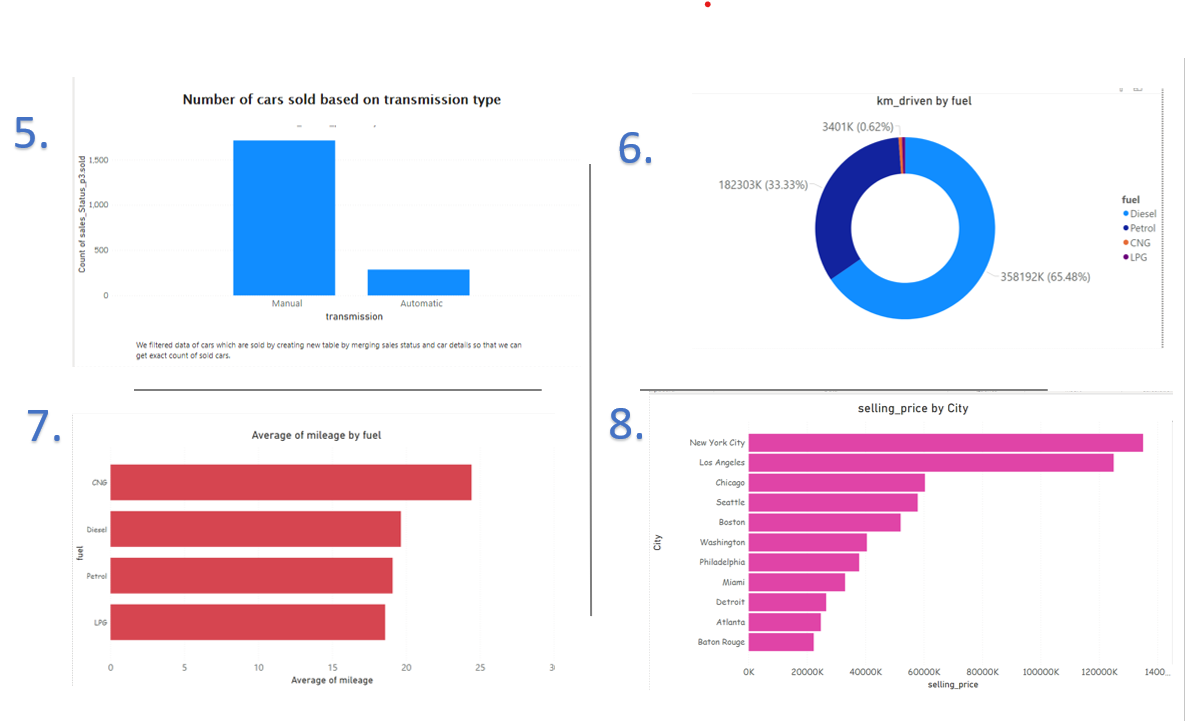 5.
Number of cars sold based on transmission type
Count of sales_Status_p3.sold
1,500
1,000
500
0
Manual
Automatic
transmission
We filtered data of cars which are sold by creating new table by merging sales status and car details so that we can
get exact count of sold cars.
6.
km_driven by fuel
3401K (0.62%)
182303K (33.33%)
358192K (65.48%)
fuel
Diesel
Petrol
CNG
LPG
7.
Average of mileage by fuel
fuel
CNG
Diesel
Petrol
LPG
0 5 10 15 20 25 3
Average of mileage
8.
selling_price by City
City
New York City
Los Angeles
Chicago
Seattle
Boston
Washington
Philadelphia
Miami
Detroit
Atlanta
Baton Rouge
0K 20000K 40000K 60000K 80000K 100000K 120000K 1400...
selling_price